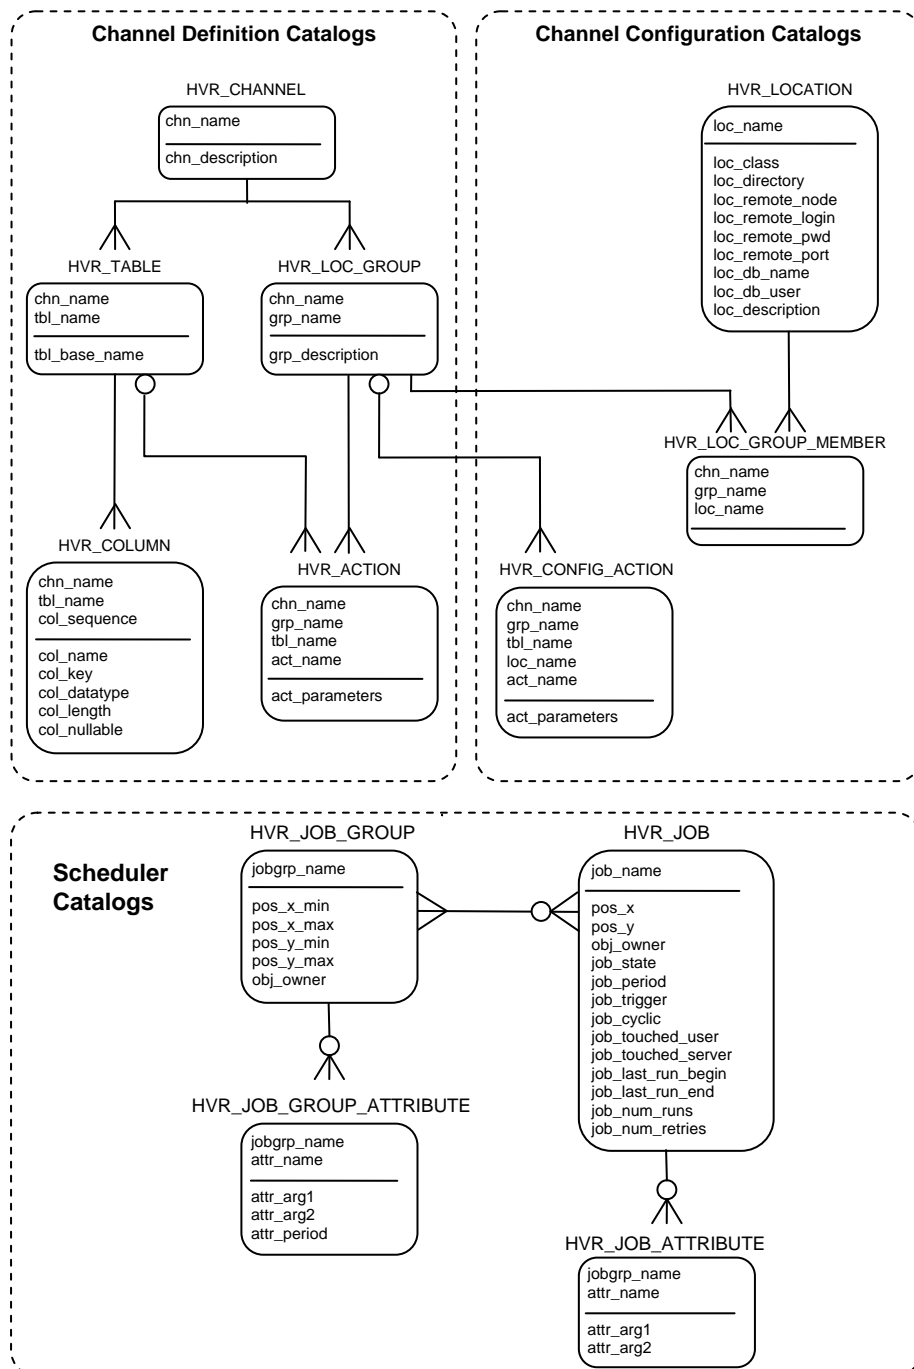 Channel Definition Catalogs
HVR_CHANNEL
chn_name
chn_description
HVR_TABLE
chn_name
tbl_name
tbl_base_name
HVR_LOC_GROUP
chn_name
grp_name
grp_description
HVR_COLUMN
chn_name
tbl_name
col_sequence
col_name
col_key
col_datatype
col_length
col_nullable
HVR_ACTION
chn_name
grp_name
tbl_name
act_name
act_parameters
Channel Configuration Catalogs
HVR_LOCATION
loc_name
loc_class
loc_directory
loc_remote_node
loc_remote_login
loc_remote_pwd
loc_remote_port
loc_db_name
loc_db_user
loc_description
HVR_LOC_GROUP_MEMBER
chn_name
grp_name
loc_name
HVR_CONFIG_ACTION
chn_name
grp_name
tbl_name
loc_name
act_name
act_parameters
Scheduler
Catalogs
HVR_JOB_GROUP
jobgrp_name
pos_x_min
pos_x_max
pos_y_min
pos_y_max
obj_owner
HVR_JOB
job_name
pos_x
pos_y
obj_owner
job_state
job_period
job_trigger
job_cyclic
job_touched_user
job_touched_server
job_last_run_begin
job_last_run_end
job_num_runs
job_num_retries
HVR_JOB_GROUP_ATTRIBUTE
jobgrp_name
attr_name
attr_arg1
attr_arg2
attr_period
HVR_JOB_ATTRIBUTE
jobgrp_name
attr_name
attr_arg1
attr_arg2